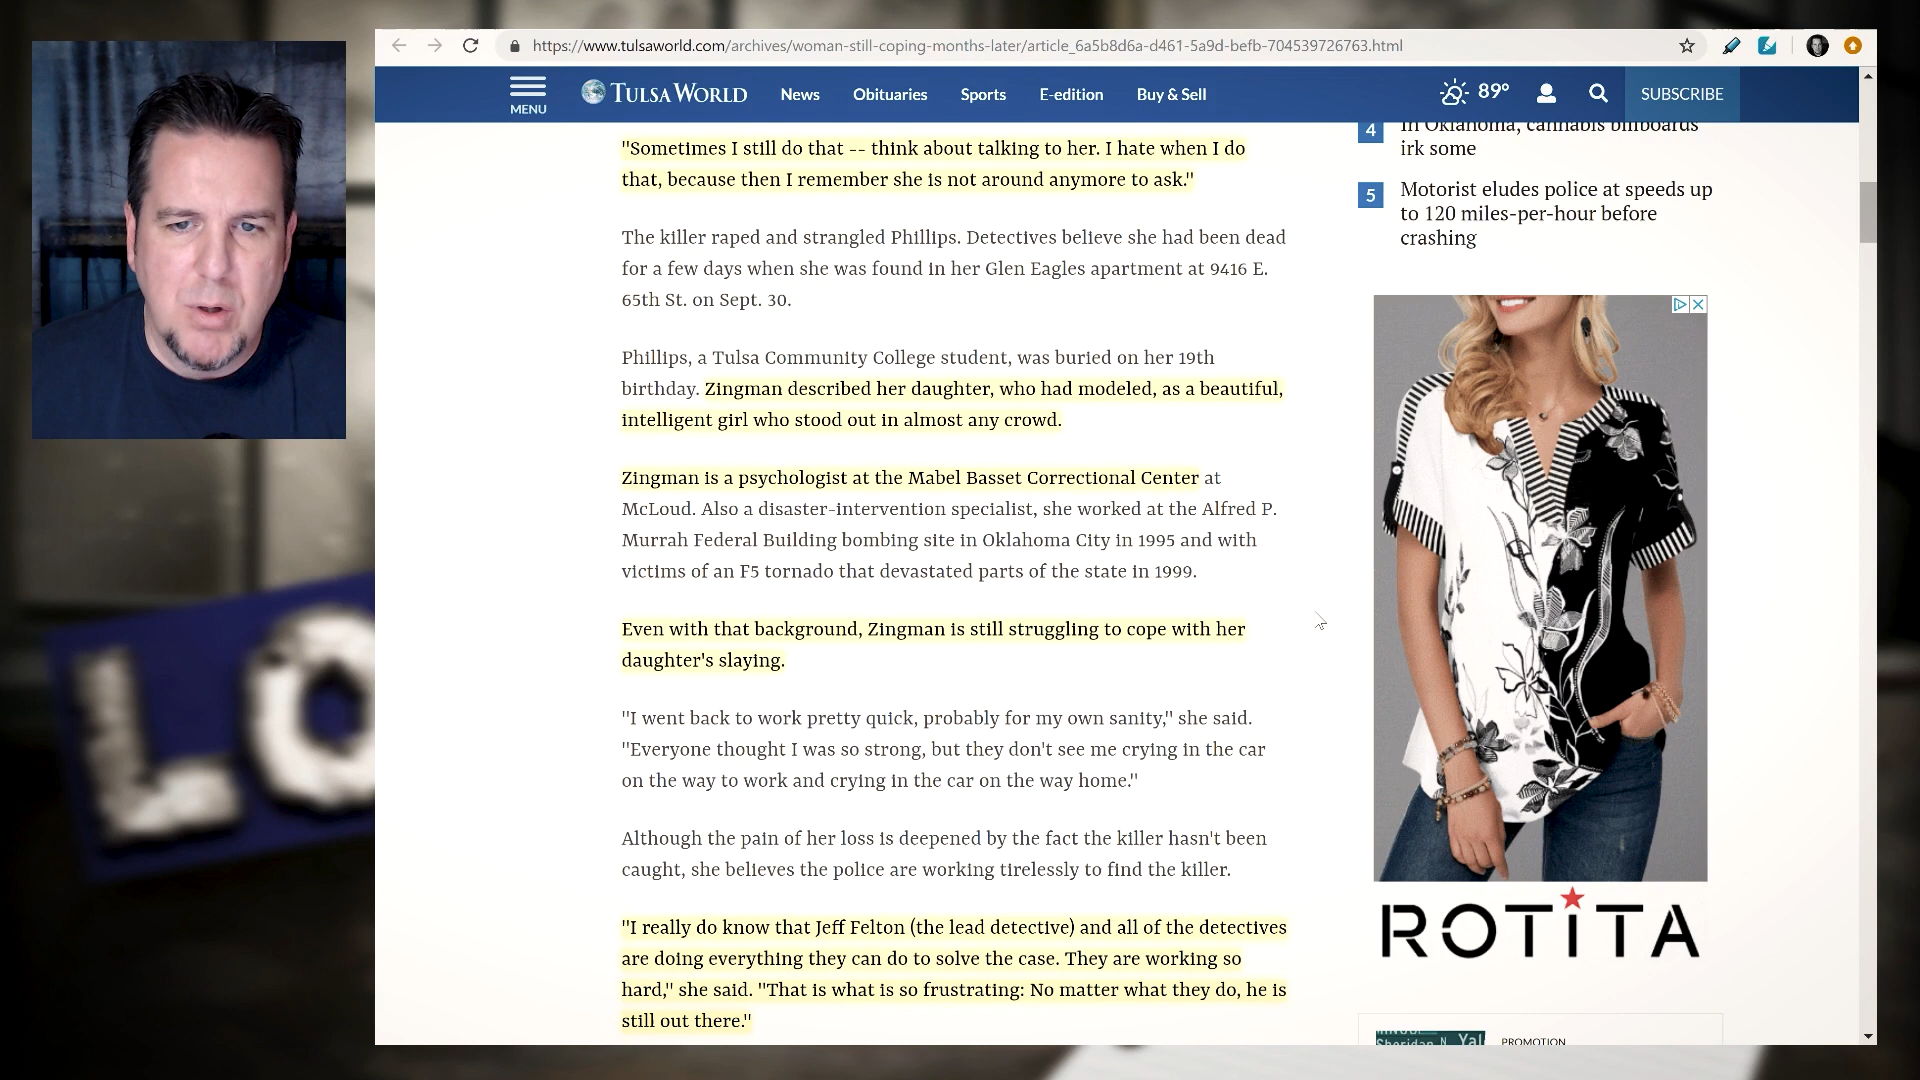 https://www.tulsaworld.com/archives/woman-still-coping-months-later/article_6a5b8d6a-d461-5a9d-befb-704539726763.html
MENU
TULSA WORLD
News
Obituaries
Sports
E-edition
Buy & Sell
89°
SUBSCRIBE
"Sometimes I still do that -- think about talking to her. I hate when I do
that, because then I remember she is not around anymore to ask."
The killer raped and strangled Phillips. Detectives believe she had been dead
for a few days when she was found in her Glen Eagles apartment at 9416 E.
65th St. on Sept. 30.
Phillips, a Tulsa Community College student, was buried on her 19th
birthday. Zingman described her daughter, who had modeled, as a beautiful,
intelligent girl who stood out in almost any crowd.
Zingman is a psychologist at the Mabel Basset Correctional Center at
McLoud. Also a disaster-intervention specialist, she worked at the Alfred P.
Murrah Federal Building bombing site in Oklahoma City in 1995 and with
victims of an F5 tornado that devastated parts of the state in 1999.
Even with that background, Zingman is still struggling to cope with her
daughter's slaying.
"I went back to work pretty quick, probably for my own sanity," she said.
"Everyone thought I was so strong, but they don't see me crying in the car
on the way to work and crying in the car on the way home."
Although the pain of her loss is deepened by the fact the killer hasn't been
caught, she believes the police are working tirelessly to find the killer.
"I really do know that Jeff Felton (the lead detective) and all of the detectives
are doing everything they can do to solve the case. They are working so
hard," she said. "That is what is so frustrating: No matter what they do, he is
still out there."
4
In Oklahoma, cannabis billboards
irk some
5
Motorist eludes police at speeds up
to 120 miles-per-hour before
crashing
ROTITA
Sheridan N Yal
PROMOTION
LO